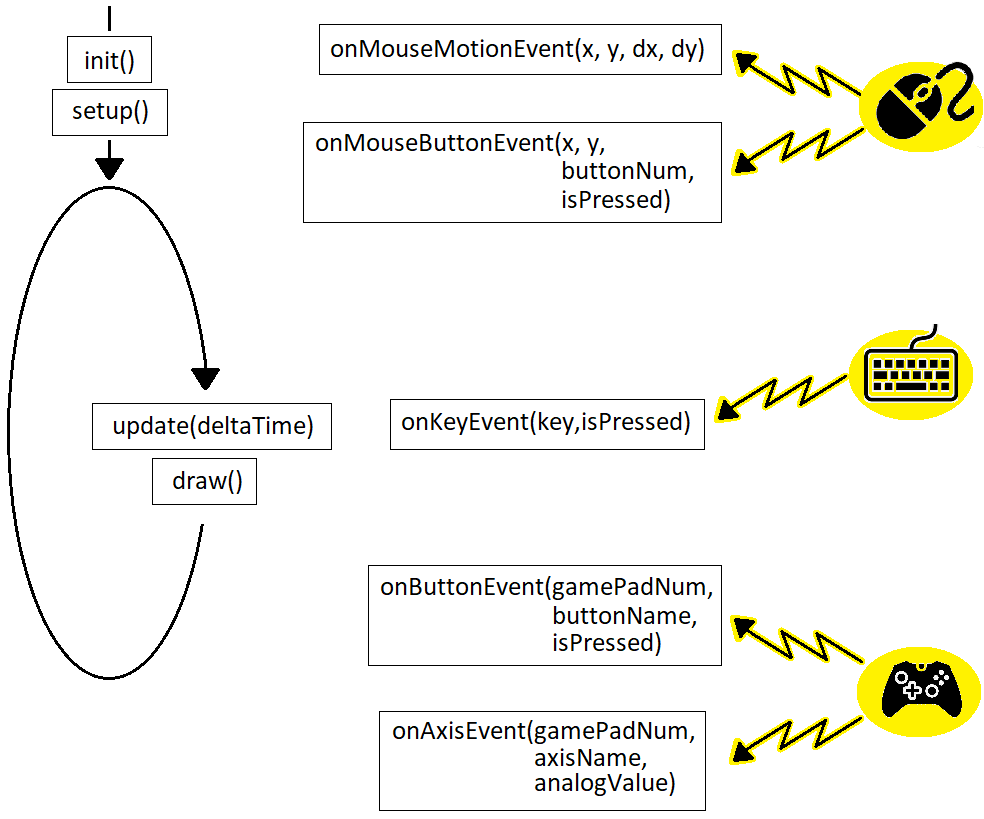 init()
setup()
update(deltaTime)
draw()
onMouseMotionEvent(x, y, dx, dy)
onMouseButtonEvent(x, y,
buttonNum,
isPressed)
onKeyEvent(key,isPressed)
onButtonEvent(gamePadNum,
buttonName,
isPressed)
onAxisEvent(gamePadNum,
axisName,
analogValue)